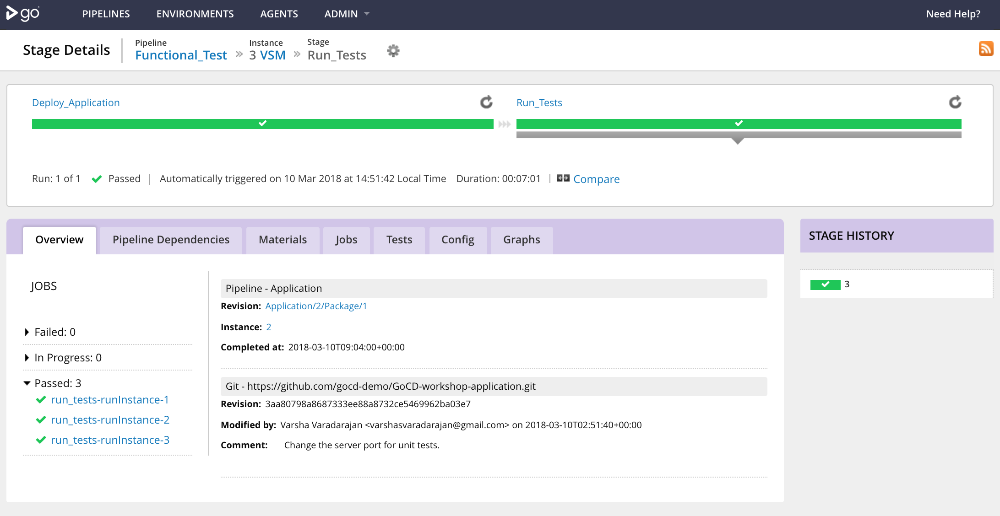 go
PIPELINES ENVIRONMENTS AGENTS ADMIN Need Help?
Stage Details
Pipeline Instance Stage
Functional_Test » 3 VSM » Run_Tests
Deploy_Application Run_Tests
Run: 1 of 1 Passed | Automatically triggered on 10 Mar 2018 at 14:51:42 Local Time Duration: 00:07:01 | Compare
Overview Pipeline Dependencies Materials Jobs Tests Config Graphs
STAGE HISTORY
3
JOBS
Failed: 0
In Progress: 0
Passed: 3
run_tests-runInstance-1
run_tests-runInstance-2
run_tests-runInstance-3
Pipeline - Application
Revision: Application/2/Package/1
Instance: 2
Completed at: 2018-03-10T09:04:00+00:00
Git - https://github.com/gocd-demo/GoCD-workshop-application.git
Revision: 3aa80798a8687333ee88a8732ce5469962ba03e7
Modified by: Varsha Varadarajan <varshasvaradarajan@gmail.com> on 2018-03-10T02:51:40+00:00
Comment: Change the server port for unit tests.